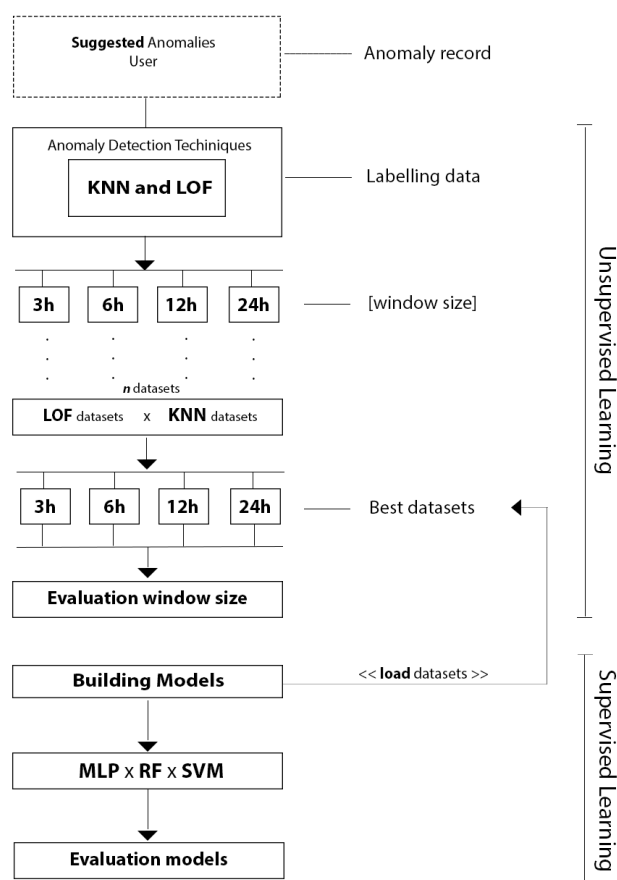 Suggested Anomalies
User
Anomaly record
Anomaly Detection Techiniques
KNN and LOF
Labelling data
3h 6h 12h 24h
[window size]
n datasets
LOF datasets x KNN datasets
3h 6h 12h 24h
Best datasets
Evaluation window size
Unsupervised Learning
Building Models
<< load datasets >>
MLP x RF x SVM
Evaluation models
Supervised Learning